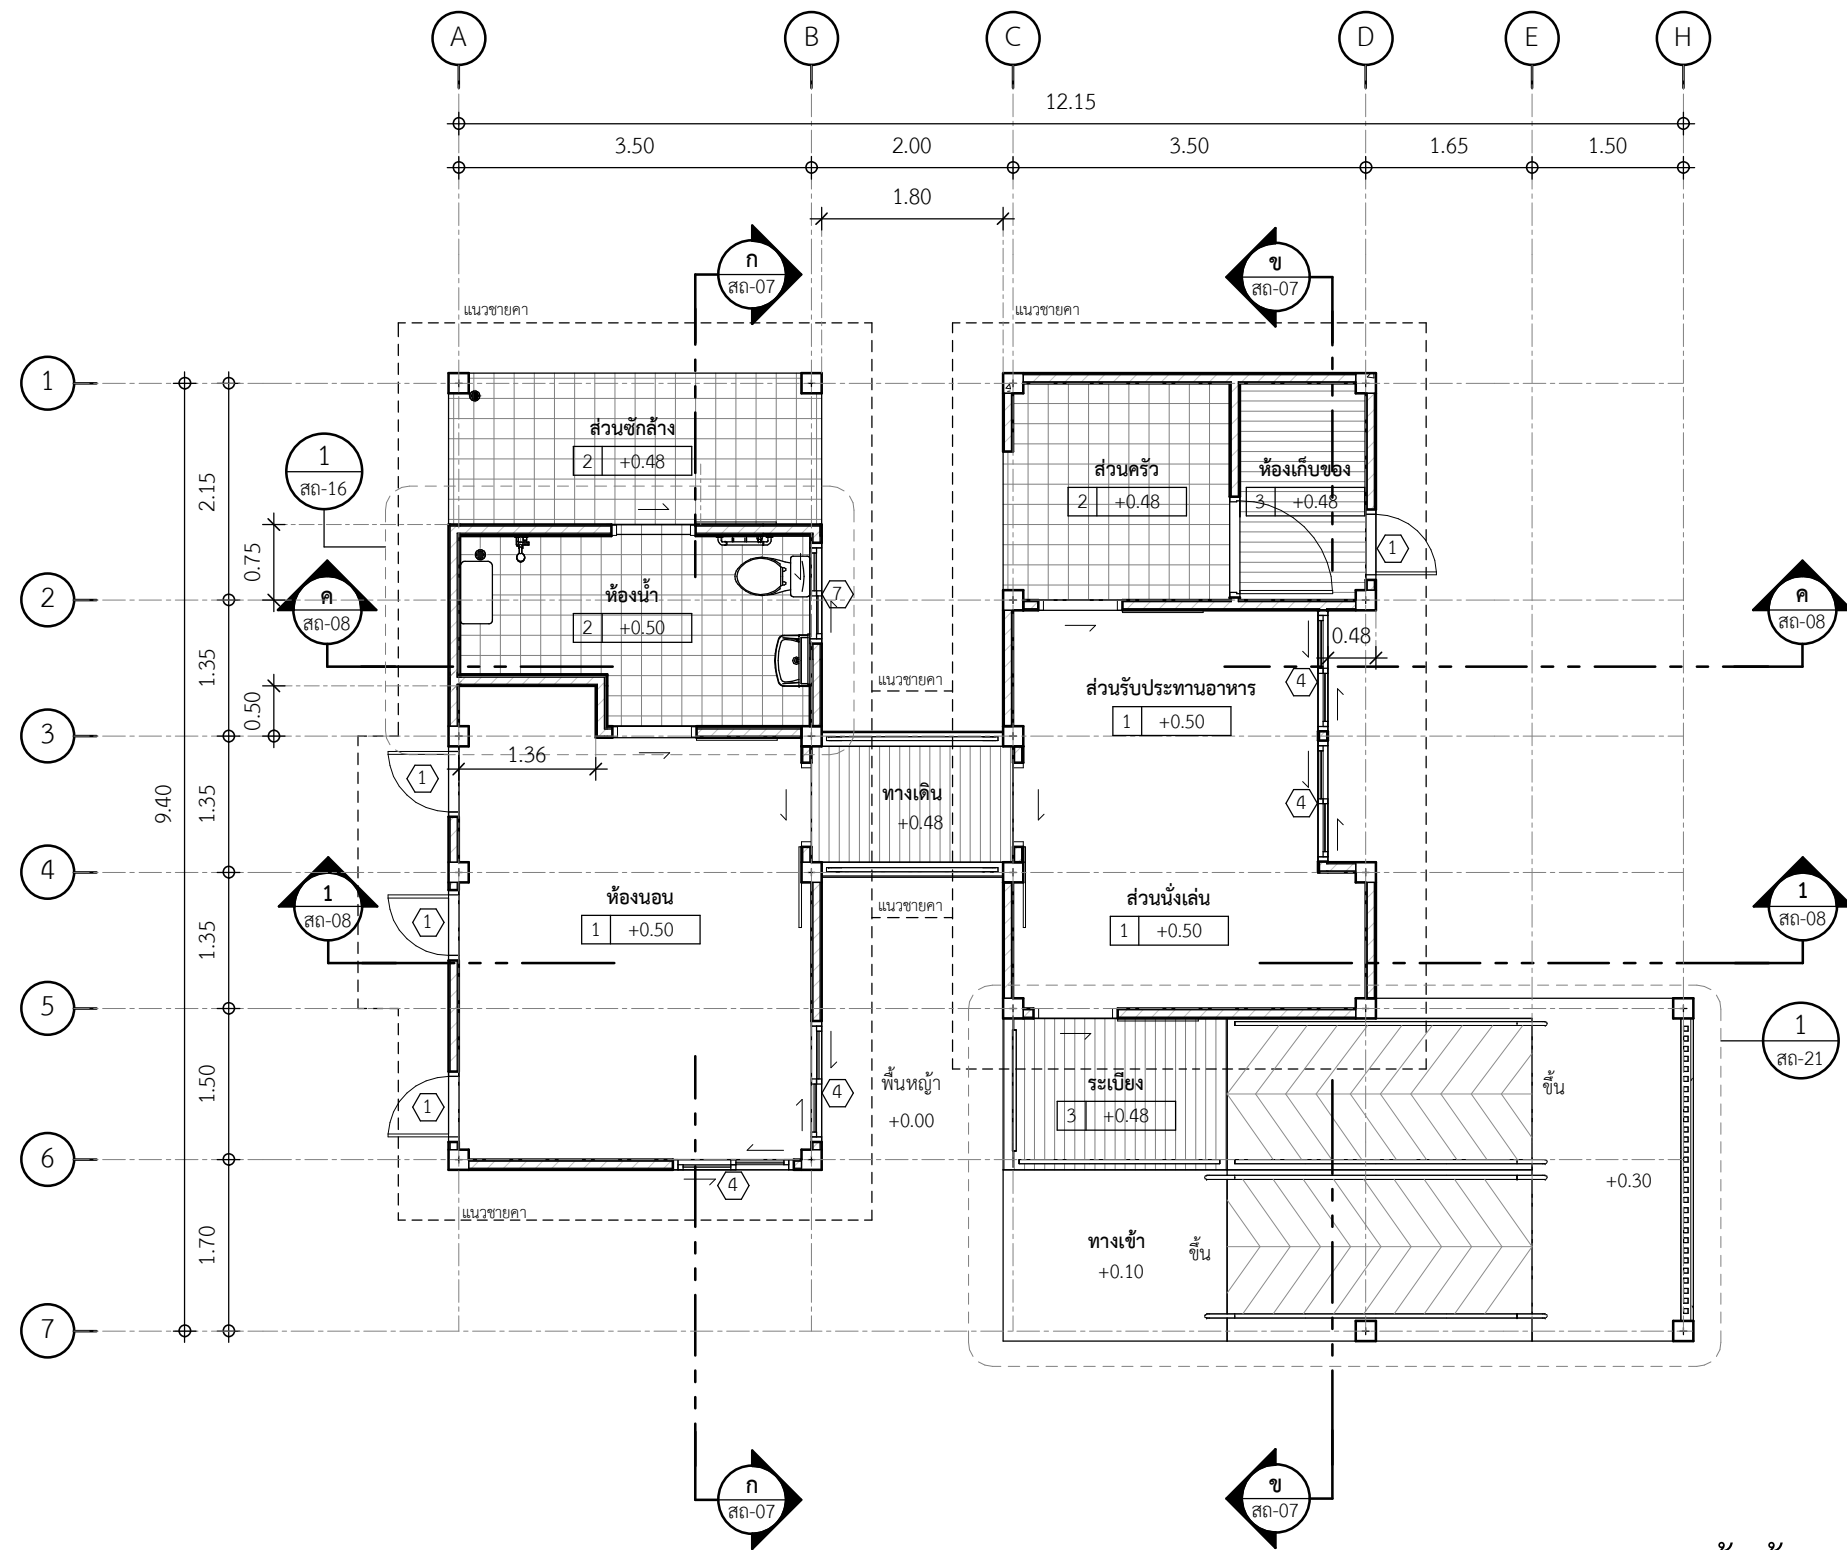 A B C D E H
12.15
3.50 2.00 3.50 1.65 1.50
1.80
ก
สถ-07
ข
สถ-07
แนวชายคา
แนวชายคา
1
ส่วนซักล้าง
2 +0.48
1
สถ-16
2.15
ส่วนครัว
2 +0.48
ห้องเก็บของ
3 +0.48
1
0.75
2
ค
สถ-08
ห้องน้ำ
2 +0.50
7
ค
สถ-08
0.48
1.35
0.50
แนวชายคา
ส่วนรับประทานอาหาร
1 +0.50
4
3
1.36
1
9.40
1.35
ทางเดิน
+0.48
4
4
1
สถ-08
ห้องนอน
1 +0.50
1
แนวชายคา
ส่วนนั่งเล่น
1 +0.50
1
สถ-08
1.35
5
1
สถ-21
1.50
1
4
พื้นหญ้า
+0.00
ระเบียง
3 +0.48
ขึ้น
6
4
แนวชายคา
+0.30
1.70
ทางเข้า
+0.10
ขึ้น
7
ก
สถ-07
ข
สถ-07